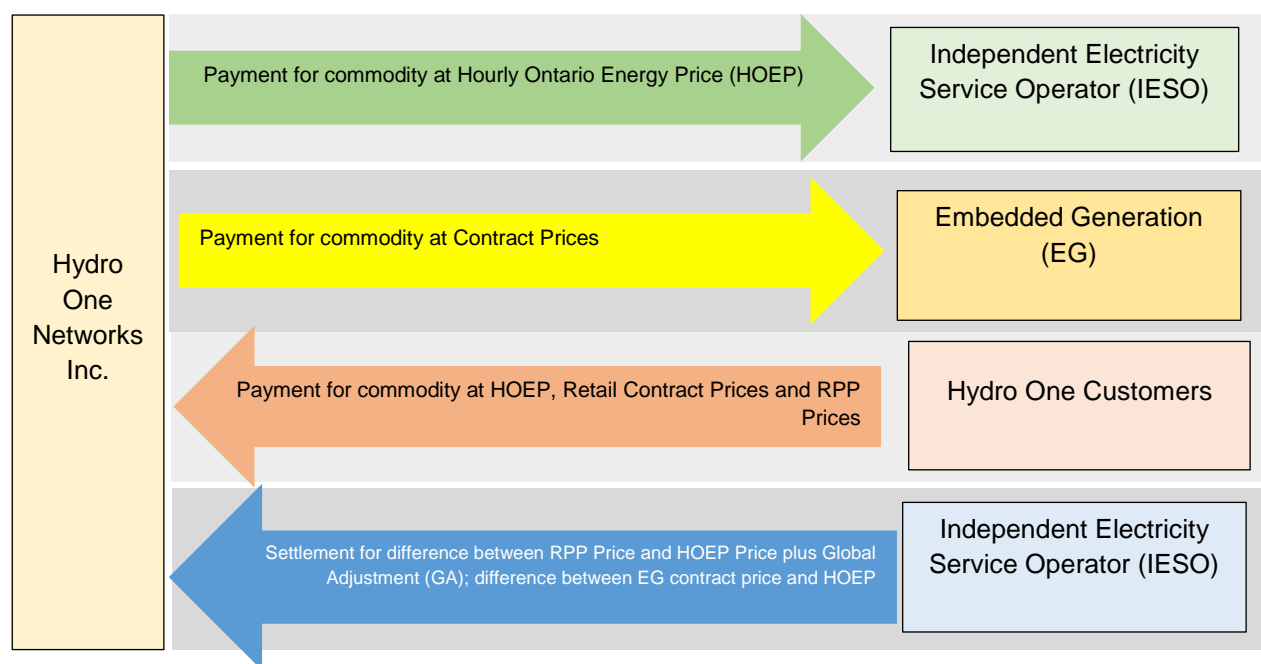 Hydro
One
Networks
Inc.
Payment for commodity at Hourly Ontario Energy Price (HOEP)
Independent Electricity
Service Operator (IESO)
Payment for commodity at Contract Prices
Embedded Generation
(EG)
Payment for commodity at HOEP, Retail Contract Prices and RPP
Prices
Hydro One Customers
Settlement for difference between RPP Price and HOEP Price plus Global
Adjustment (GA); difference between EG contract price and HOEP
Independent Electricity
Service Operator (IESO)